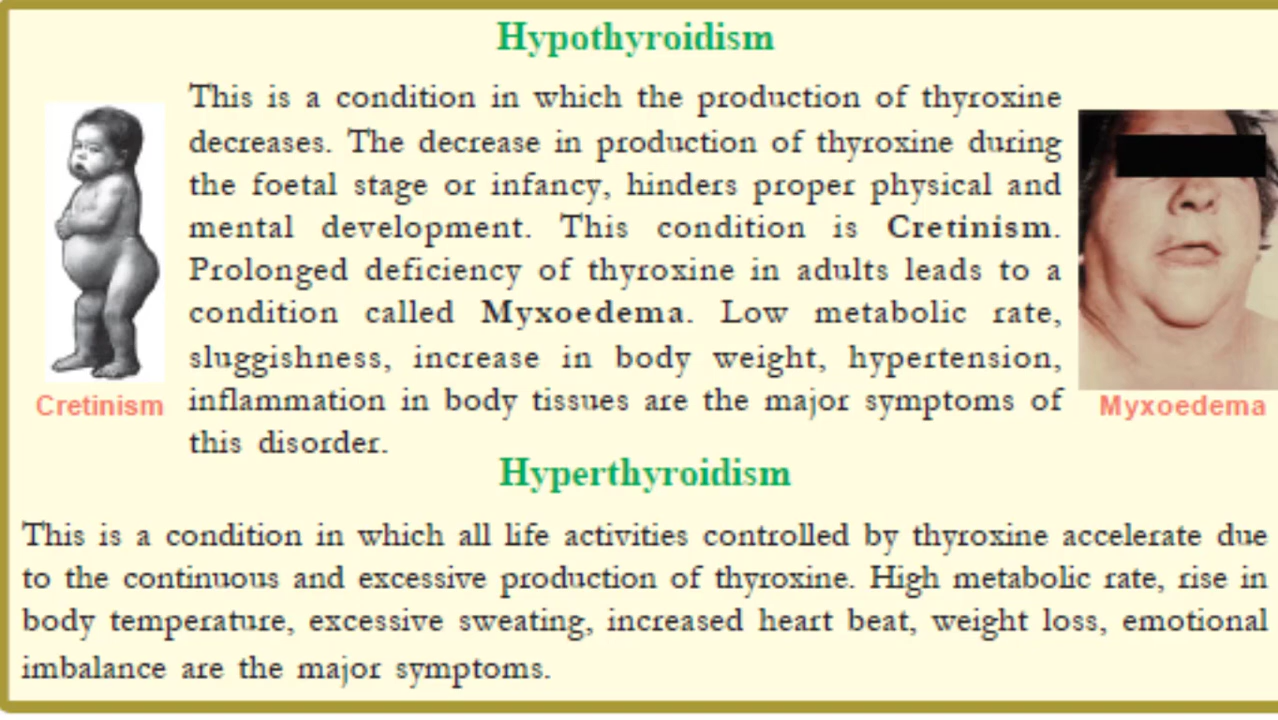 Hypothyroidism
This is a condition in which the production of thyroxine
decreases. The decrease in production of thyroxine during
the foetal stage or infancy, hinders proper physical and
mental development. This condition is Cretinism.
Prolonged deficiency of thyroxine in adults leads to a
condition called Myxoedema. Low metabolic rate,
sluggishness, increase in body weight, hypertension,
inflammation in body tissues are the major symptoms of
this disorder.
Cretinism
Myxoedema
Hyperthyroidism
This is a condition in which all life activities controlled by thyroxine accelerate due
to the continuous and excessive production of thyroxine. High metabolic rate, rise in
body temperature, excessive sweating, increased heart beat, weight loss, emotional
imbalance are the major symptoms.